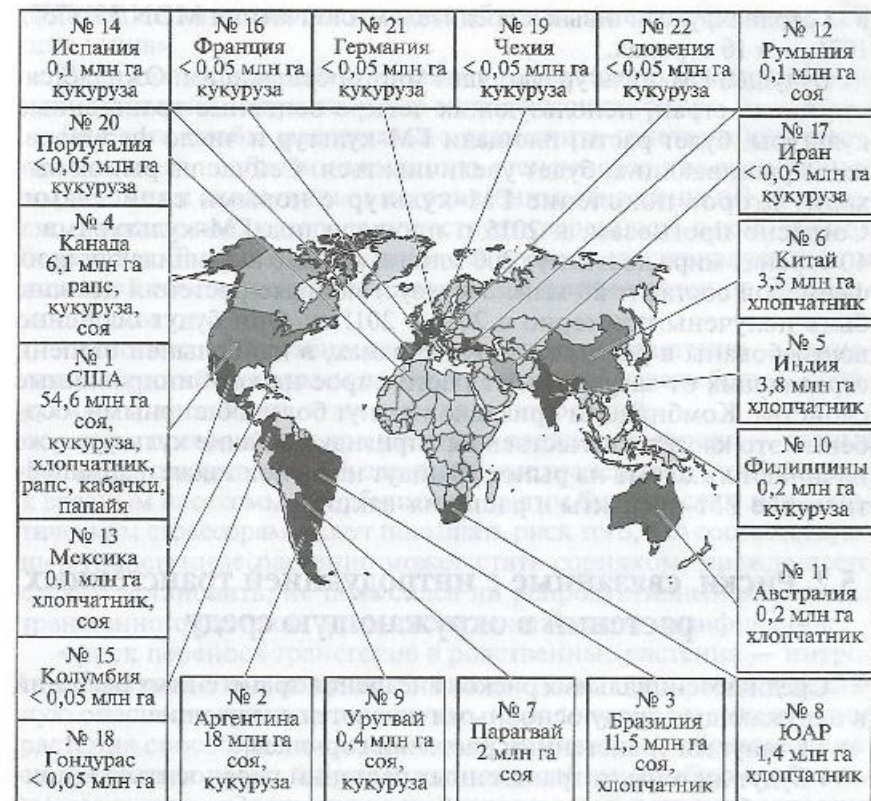 № 14
Испания
0,1 млн га
кукуруза
№ 16
Франция
< 0,05 млн га
кукуруза
№ 21
Германия
< 0,05 млн га
кукуруза
№ 19
Чехия
< 0,05 млн га
кукуруза
№ 22
Словения
< 0,05 млн га
кукуруза
№ 12
Румыния
0,1 млн га
соя
№ 20
Португалия
< 0,05 млн га
кукуруза
№ 17
Иран
< 0,05 млн га
кукуруза
№ 4
Канада
6,1 млн га
рапс,
кукуруза,
соя
№ 6
Китай
3,5 млн га
хлопчатник
№ 1
США
54,6 млн га
соя,
кукуруза,
хлопчатник,
рапс, кабачки,
папайя
№ 5
Индия
3,8 млн га
хлопчатник
№ 10
Филиппины
0,2 млн га
кукуруза
№ 13
Мексика
0,1 млн га
хлопчатник,
соя
№ 11
Австралия
0,2 млн га
хлопчатник
№ 15
Колумбия
< 0,05 млн га
№ 18
Гондурас
< 0,05 млн га
№ 2
Аргентина
18 млн га
соя,
кукуруза
№ 9
Уругвай
0,4 млн га
соя,
кукуруза
№ 7
Парагвай
2 млн га
соя
№ 3
Бразилия
11,5 млн га
соя,
хлопчатник
№ 8
ЮАР
1,4 млн га
хлопчатник